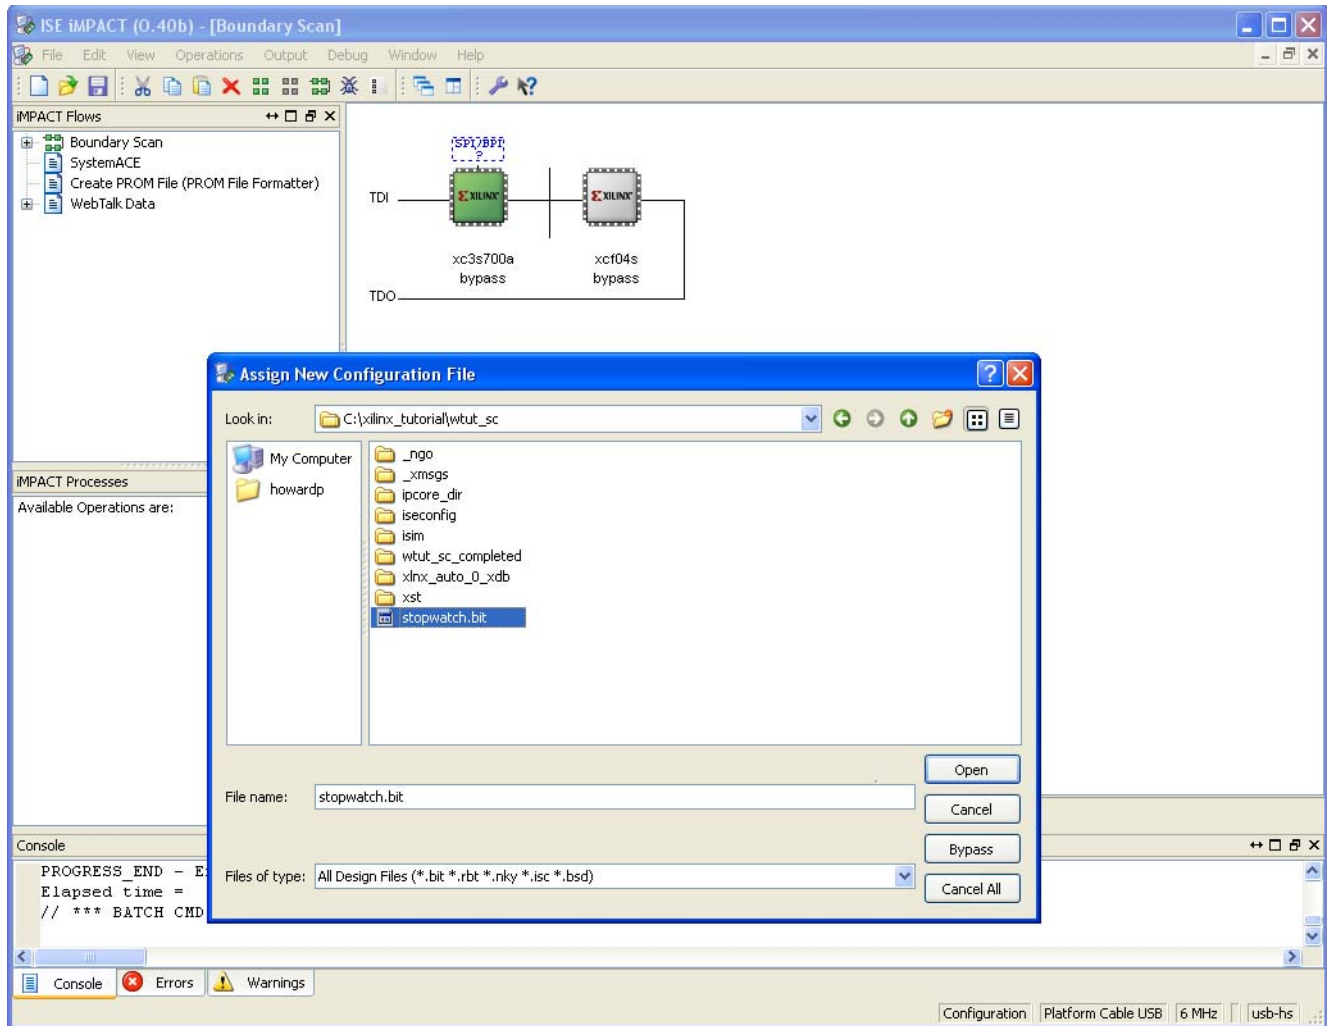 ISE iMPACT (O.40b) - [Boundary Scan]
File Edit View Operations Output Debug Window Help
iMPACT Flows
Boundary Scan
SystemACE
Create PROM File (PROM File Formatter)
WebTalk Data
SPI/BPI
?
TDI
XILINX
XILINX
xc3s700a
bypass
xcf04s
bypass
TDO
iMPACT Processes
Available Operations are:
Assign New Configuration File
Look in:
C:\xilinx_tutorial\wtut_sc
My Computer
howardp
_ngo
_xmsgs
ipcore_dir
iseconfig
isim
wtut_sc_completed
xlnx_auto_0_xdb
xst
stopwatch.bit
File name:
stopwatch.bit
Files of type:
All Design Files (*.bit *.rbt *.nky *.isc *.bsd)
Open
Cancel
Bypass
Cancel All
Console
PROGRESS_END - E
Elapsed time =
// *** BATCH CMD
Console
Errors
Warnings
Configuration
Platform Cable USB
6 MHz
usb-hs